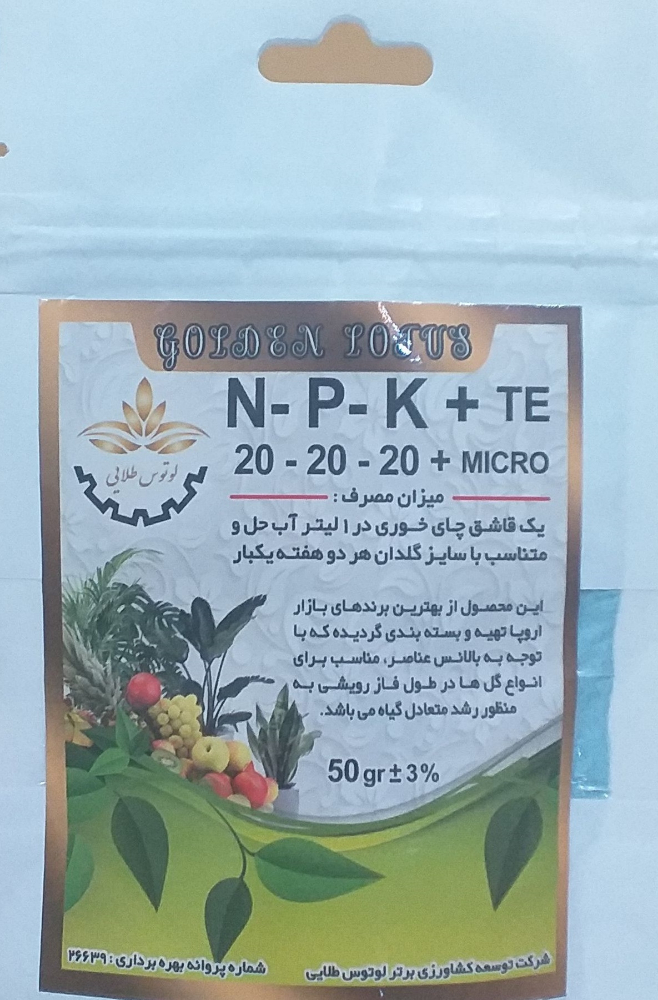 GOLDEN LOTUS
N- P- K + TE
20 - 20 - 20 + MICRO
لوتوس طلایی
میزان مصرف :
یک قاشق چای خوری در ۱ لیتر آب حل و
متناسب با سایز گلدان هر دو هفته یکبار
این محصول از بهترین برندهای بازار
اروپا تهیه و بسته بندی گردیده که با
توجه به بالانس عناصر، مناسب برای
انواع گل ها در طول فاز رویشی به
منظور رشد متعادل گیاه می باشد.
50 gr ± 3%
شرکت توسعه کشاورزی برتر لوتوس طلایی
شماره پروانه بهره برداری : ۲۶۶۳۹